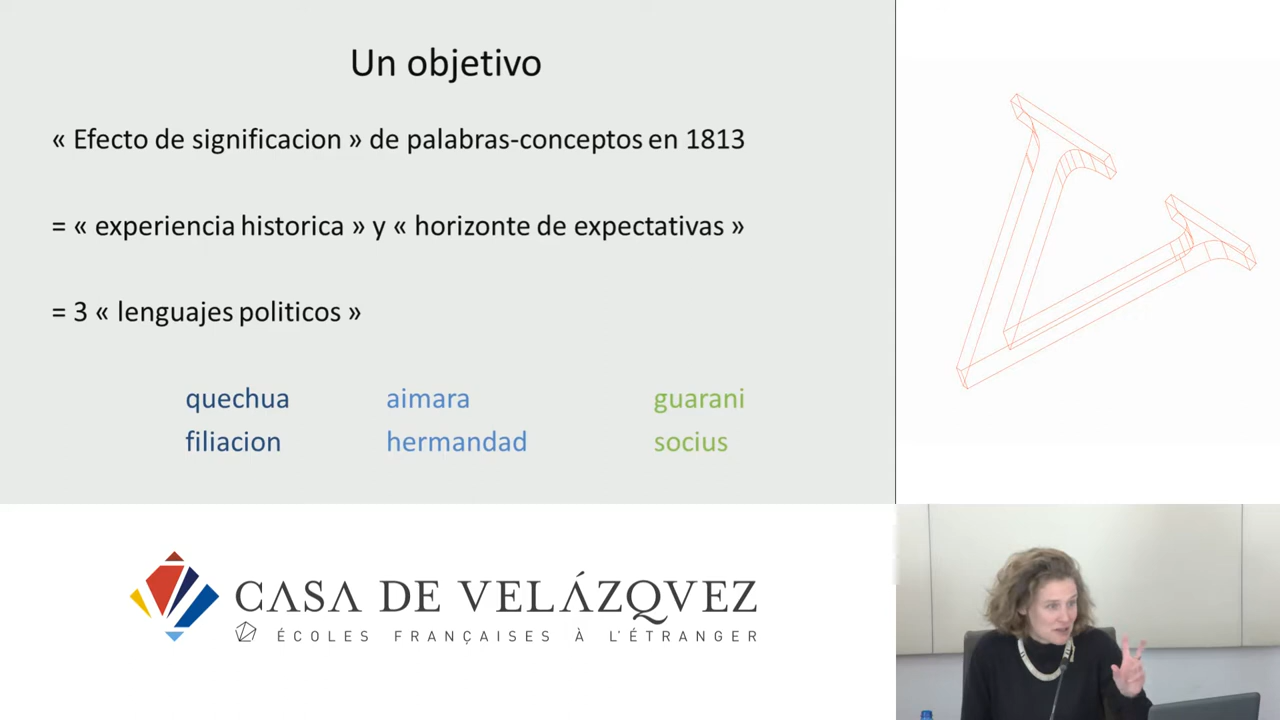 Un objetivo
« Efecto de significacion » de palabras-conceptos en 1813
= « experiencia historica » y « horizonte de expectativas »
= 3 « lenguajes politicos »
quechua aimara guarani
filiacion hermandad socius
CASA DE VELÁZQVEZ
ÉCOLES FRANÇAISES À L'ÉTRANGER